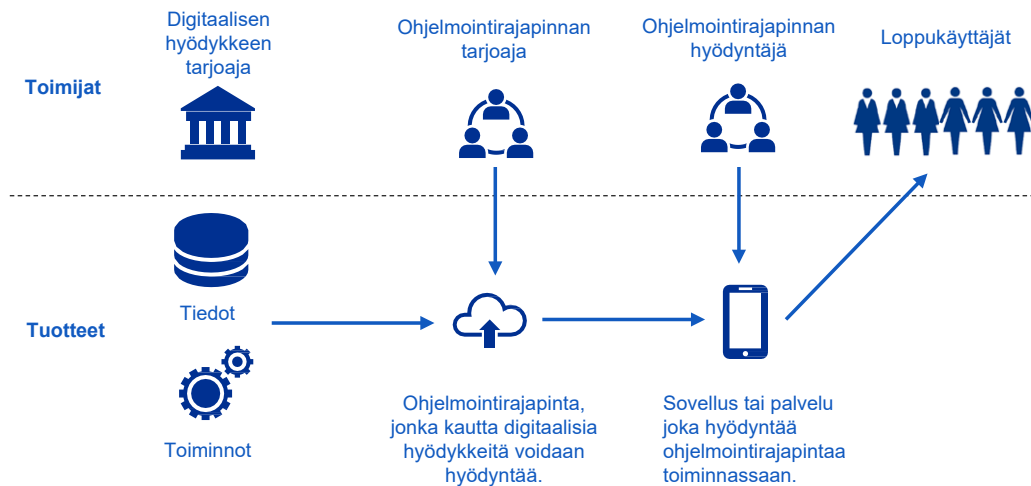 Digitaalisen
hyödykkeen
tarjoaja
Ohjelmointirajapinnan
tarjoaja
Ohjelmointirajapinnan
hyödyntäjä
Loppukäyttäjät
Toimijat
Tiedot
Tuotteet
Toiminnot
Ohjelmointirajapinta,
jonka kautta digitaalisia
hyödykkeitä voidaan
hyödyntää.
Sovellus tai palvelu
joka hyödyntää
ohjelmointirajapintaa
toiminnassaan.